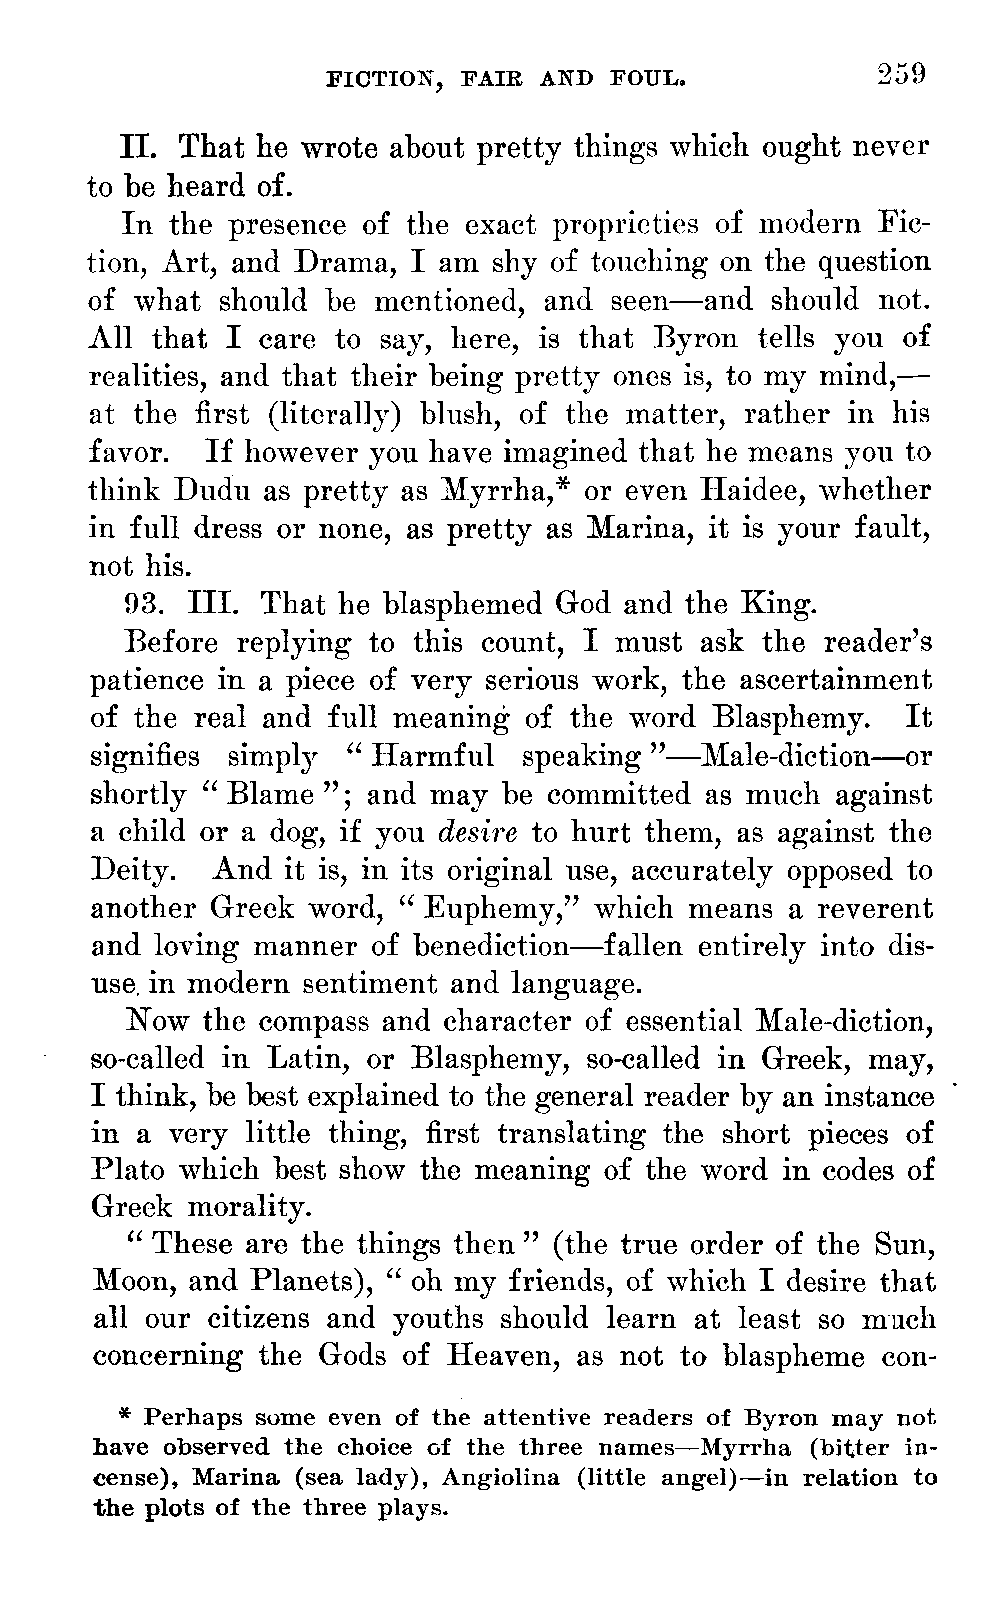 FICTION, FAIR AND FOUL. 259
II. That he wrote about pretty things which ought never
to be heard of.
In the presence of the exact proprieties of modern Fic-
tion, Art, and Drama, I am shy of touching on the question
of what should be mentioned, and seen—and should not.
All that I care to say, here, is that Byron tells you of
realities, and that their being pretty ones is, to my mind,—
at the first (literally) blush, of the matter, rather in his
favor. If however you have imagined that he means you to
think Dudu as pretty as Myrrha,* or even Haidee, whether
in full dress or none, as pretty as Marina, it is your fault,
not his.
93. III. That he blasphemed God and the King.
Before replying to this count, I must ask the reader's
patience in a piece of very serious work, the ascertainment
of the real and full meaning of the word Blasphemy. It
signifies simply “ Harmful speaking ”—Male-diction—or
shortly “ Blame ”; and may be committed as much against
a child or a dog, if you desire to hurt them, as against the
Deity. And it is, in its original use, accurately opposed to
another Greek word, “ Euphemy,” which means a reverent
and loving manner of benediction—fallen entirely into dis-
use. in modern sentiment and language.
Now the compass and character of essential Male-diction,
so-called in Latin, or Blasphemy, so-called in Greek, may,
I think, be best explained to the general reader by an instance
in a very little thing, first translating the short pieces of
Plato which best show the meaning of the word in codes of
Greek morality.
“ These are the things then ” (the true order of the Sun,
Moon, and Planets), “ oh my friends, of which I desire that
all our citizens and youths should learn at least so much
concerning the Gods of Heaven, as not to blaspheme con-
* Perhaps some even of the attentive readers of Byron may not
have observed the choice of the three names—Myrrha (bitter in-
cense), Marina (sea lady), Angiolina (little angel)—in relation to
the plots of the three plays.